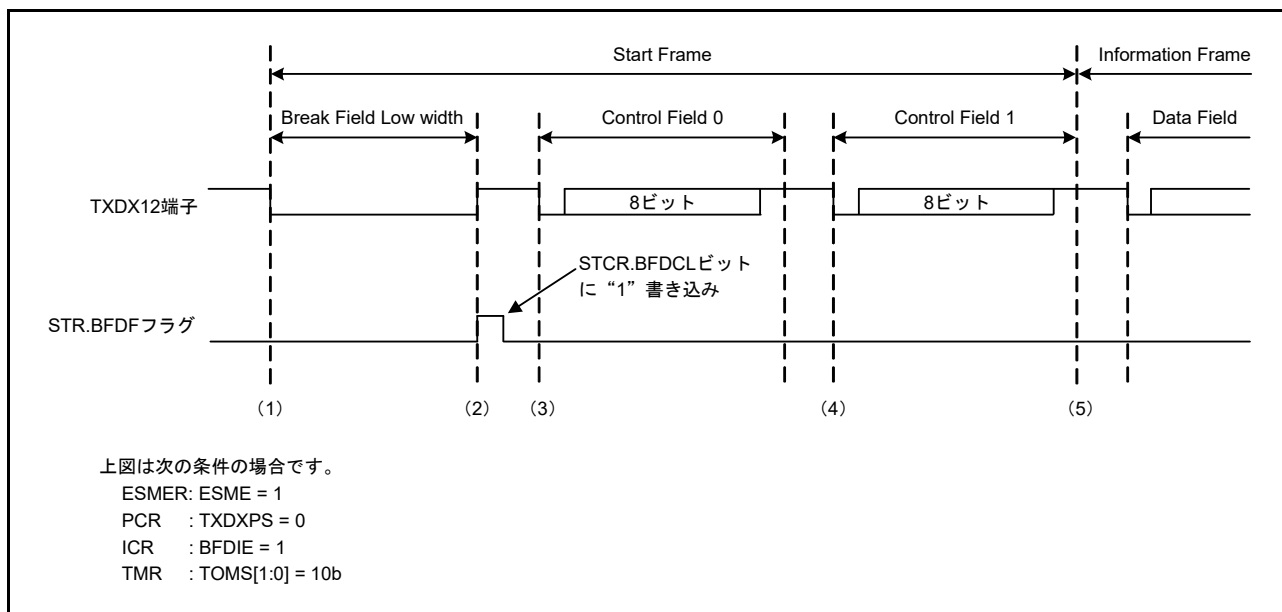 Start Frame
Information Frame
Break Field Low width
Control Field 0
Control Field 1
Data Field
TXDX12端子
8ビット
8ビット
STCR.BFDCLビット
に“1”書き込み
STR.BFDFフラグ
(1)
(2)
(3)
(4)
(5)
上図は次の条件の場合です。
ESMER: ESME = 1
PCR : TXDXPS = 0
ICR : BFDIE = 1
TMR : TOMS[1:0] = 10b